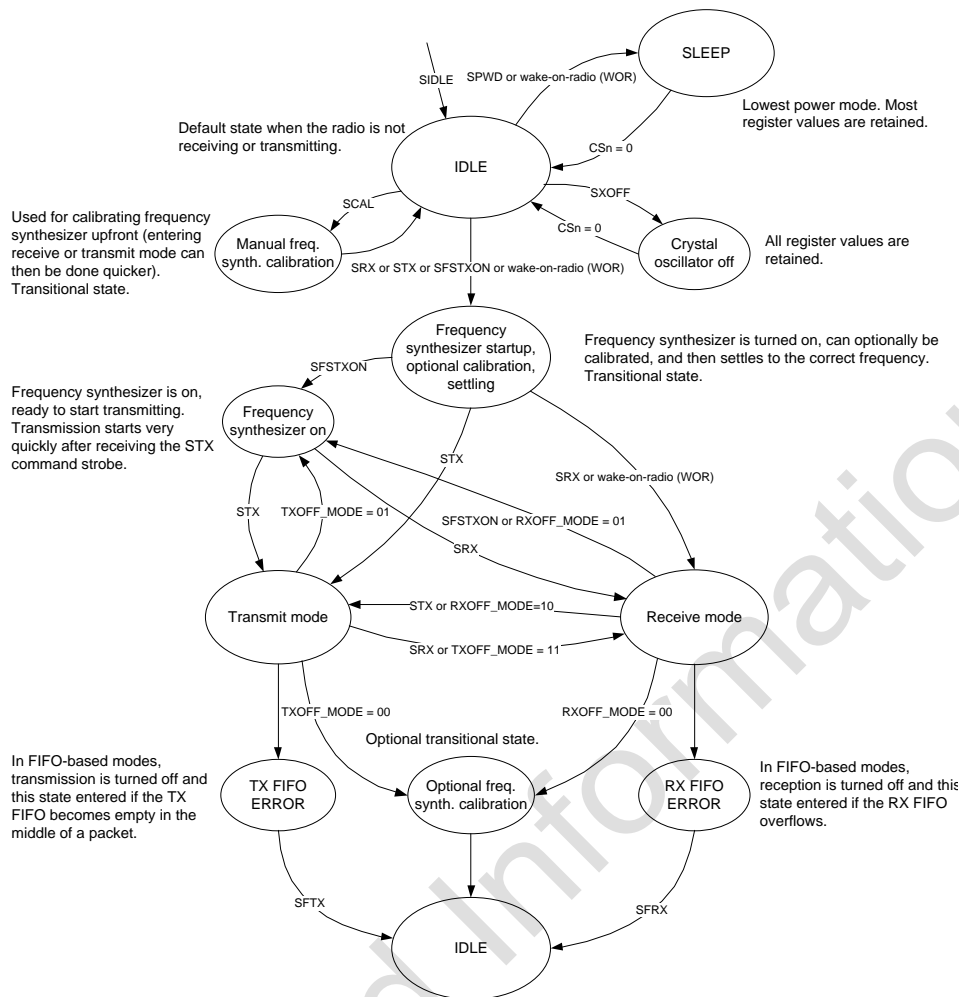 SLEEP
SIDLE
SPWD or wake-on-radio (WOR)
Lowest power mode. Most
register values are retained.
Default state when the radio is not
receiving or transmitting.
CSn = 0
IDLE
SXOFF
SCAL
CSn = 0
Used for calibrating frequency
synthesizer upfront (entering
receive or transmit mode can
then be done quicker).
Transitional state.
Manual freq.
synth. calibration
Crystal
oscillator off
All register values are
retained.
SRX or STX or SFSTXON or wake-on-radio (WOR)
Frequency
synthesizer startup,
optional calibration,
settling
Frequency synthesizer is turned on, can optionally be
calibrated, and then settles to the correct frequency.
Transitional state.
SFSTXON
Frequency synthesizer is on,
ready to start transmitting.
Transmission starts very
quickly after receiving the STX
command strobe.
Frequency
synthesizer on
STX
SRX or wake-on-radio (WOR)
STX
TXOFF_MODE = 01
SFSTXON or RXOFF_MODE = 01
SRX
Transmit mode
STX or RXOFF_MODE=10
Receive mode
SRX or TXOFF_MODE = 11
TXOFF_MODE = 00
RXOFF_MODE = 00
Optional transitional state.
In FIFO-based modes,
transmission is turned off and
this state entered if the TX
FIFO becomes empty in the
middle of a packet.
TX FIFO
ERROR
Optional freq.
synth. calibration
RX FIFO
ERROR
In FIFO-based modes,
reception is turned off and this
state entered if the RX FIFO
overflows.
SFTX
SFRX
IDLE
d Information